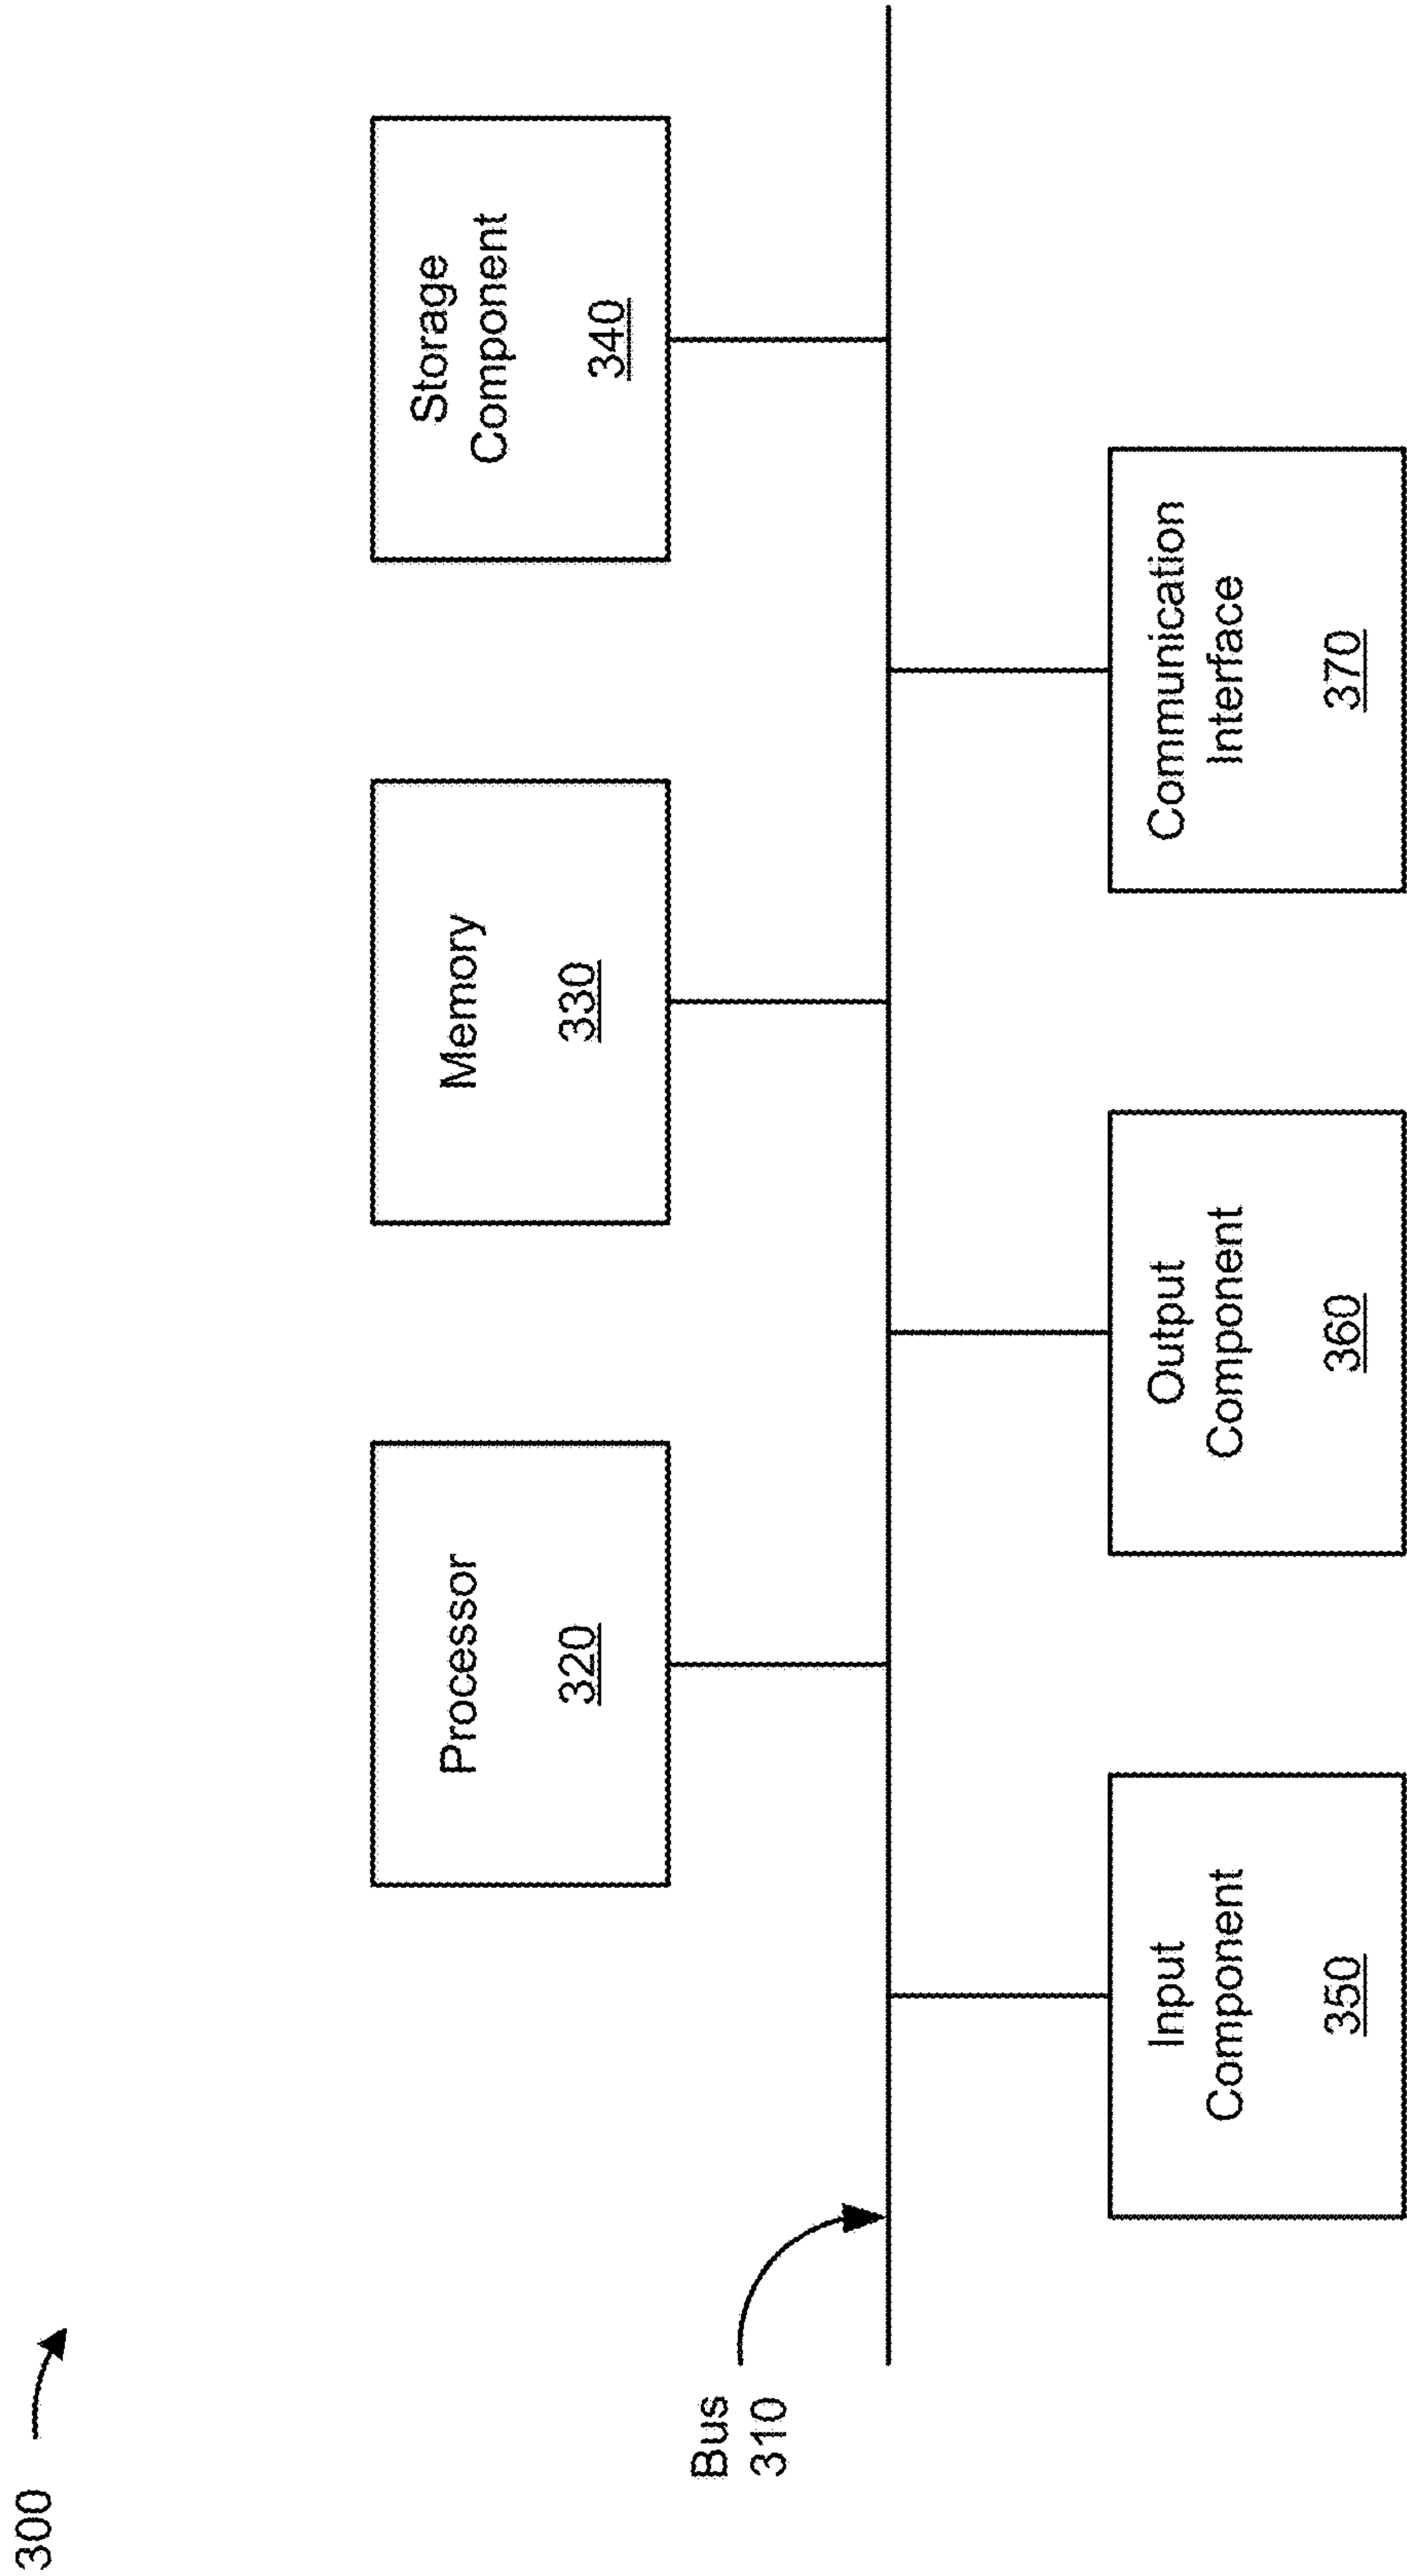 300
Bus
310
Processor
320
Memory
330
Storage
Component
340
Input
Component
350
Output
Component
360
Communication
Interface
370